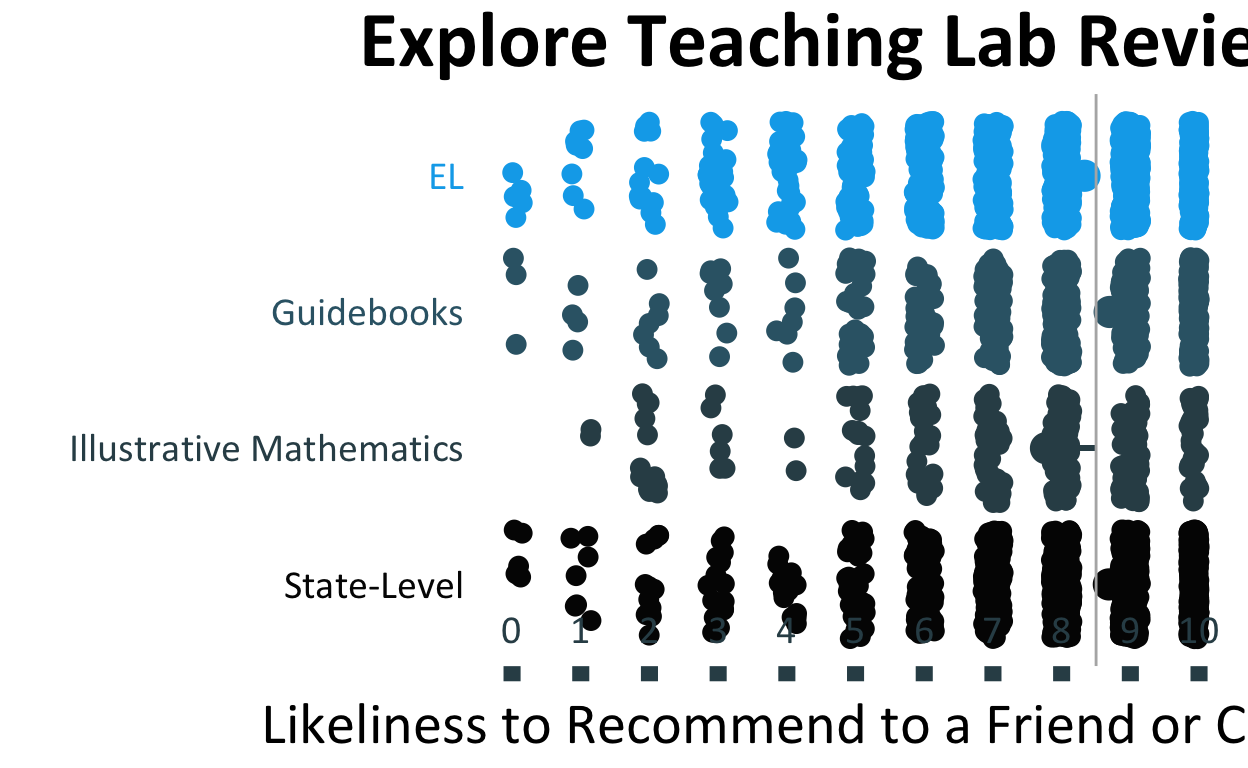 Explore Teaching Lab Revie
EL
Guidebooks
Illustrative Mathematics
State-Level
0 1 2 3 4 5 6 7 8 9 10
Likeliness to Recommend to a Friend or C